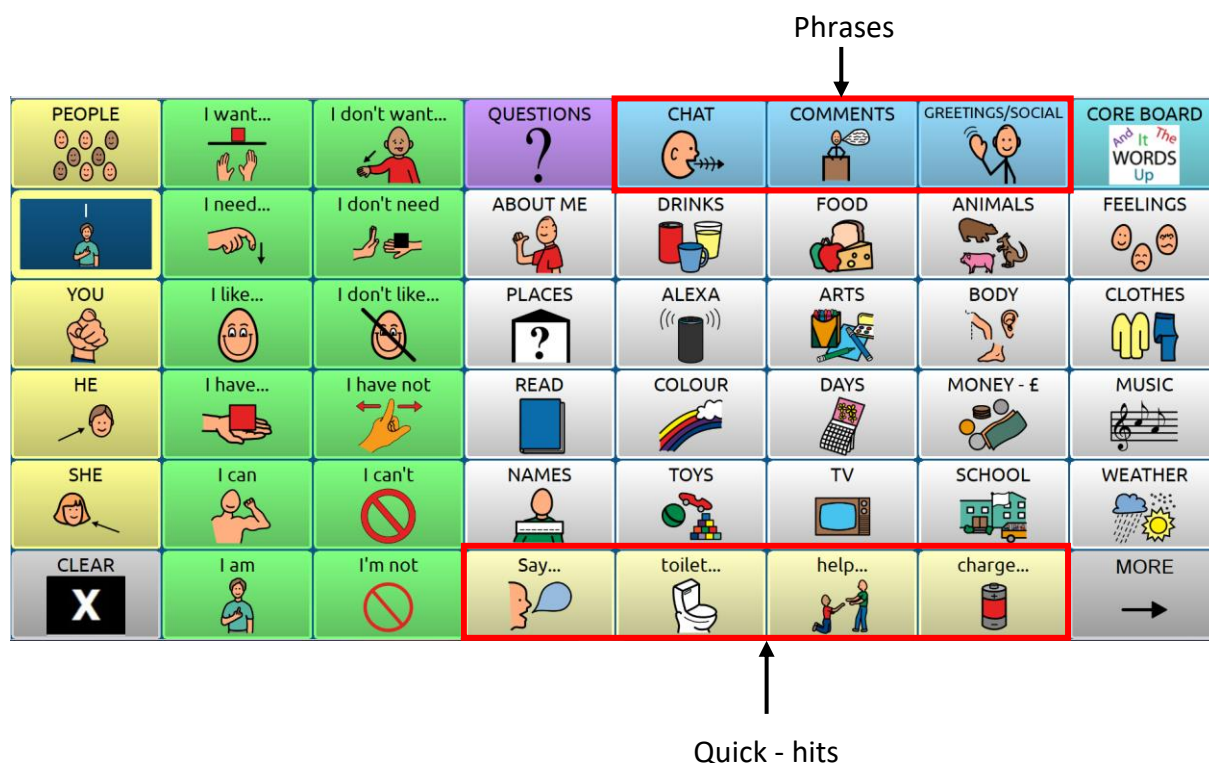 Phrases
PEOPLE
I want...
I don't want...
QUESTIONS
?
CHAT
COMMENTS
GREETINGS/SOCIAL
CORE BOARD
And It The
WORDS
Up
I
I need...
I don't need
ABOUT ME
DRINKS
FOOD
ANIMALS
FEELINGS
YOU
I like...
I don't like...
PLACES
?
ALEXA
ARTS
BODY
CLOTHES
HE
I have...
I have not
READ
COLOUR
DAYS
MONEY - £
MUSIC
SHE
I can
I can't
NAMES
TOYS
TV
SCHOOL
WEATHER
CLEAR
X
I am
I'm not
Say...
toilet...
help...
charge...
MORE
Quick - hits